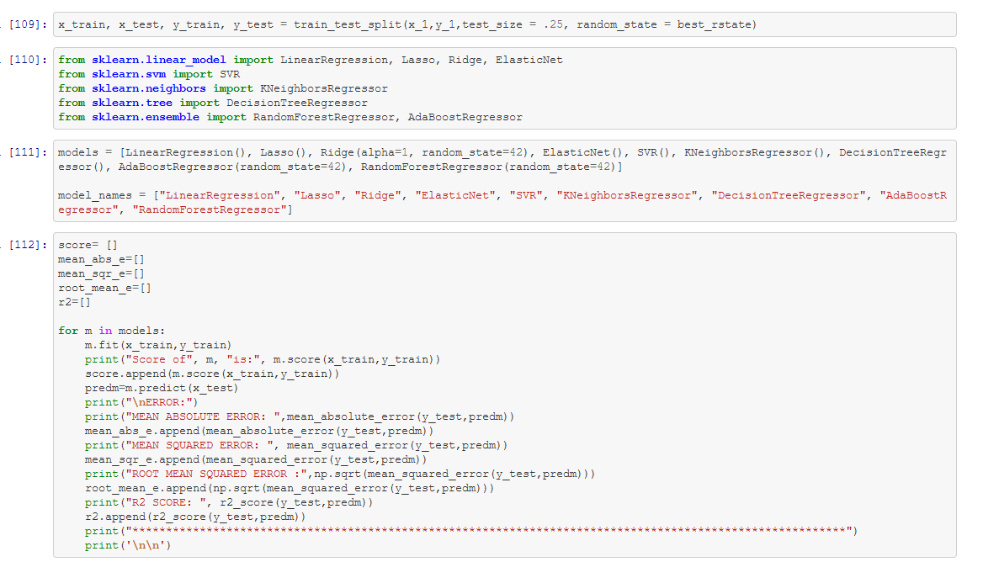 [109]: x_train, x_test, y_train, y_test = train_test_split(x_1,y_1,test_size = .25, random_state = best_rstate)
[110]: from sklearn.linear_model import LinearRegression, Lasso, Ridge, ElasticNet
from sklearn.svm import SVR
from sklearn.neighbors import KNeighborsRegressor
from sklearn.tree import DecisionTreeRegressor
from sklearn.ensemble import RandomForestRegressor, AdaBoostRegressor
[111]: models = [LinearRegression(), Lasso(), Ridge(alpha=1, random_state=42), ElasticNet(), SVR(), KNeighborsRegressor(), DecisionTreeRegr
essor(), AdaBoostRegressor(random_state=42), RandomForestRegressor(random_state=42)]
model_names = ["LinearRegression", "Lasso", "Ridge", "ElasticNet", "SVR", "KNeighborsRegressor", "DecisionTreeRegressor", "AdaBoostR
egressor", "RandomForestRegressor"]
[112]: score= []
mean_abs_e=[]
mean_sqr_e=[]
root_mean_e=[]
r2=[]
for m in models:
    m.fit(x_train,y_train)
    print("Score of", m, "is:", m.score(x_train,y_train))
    score.append(m.score(x_train,y_train))
    predm=m.predict(x_test)
    print("\nERROR:")
    print("MEAN ABSOLUTE ERROR: ",mean_absolute_error(y_test,predm))
    mean_abs_e.append(mean_absolute_error(y_test,predm))
    print("MEAN SQUARED ERROR: ", mean_squared_error(y_test,predm))
    mean_sqr_e.append(mean_squared_error(y_test,predm))
    print("ROOT MEAN SQUARED ERROR :",np.sqrt(mean_squared_error(y_test,predm)))
    root_mean_e.append(np.sqrt(mean_squared_error(y_test,predm)))
    print("R2 SCORE: ", r2_score(y_test,predm))
    r2.append(r2_score(y_test,predm))
    print("**********************************************************************************************************")
    print('\n\n')